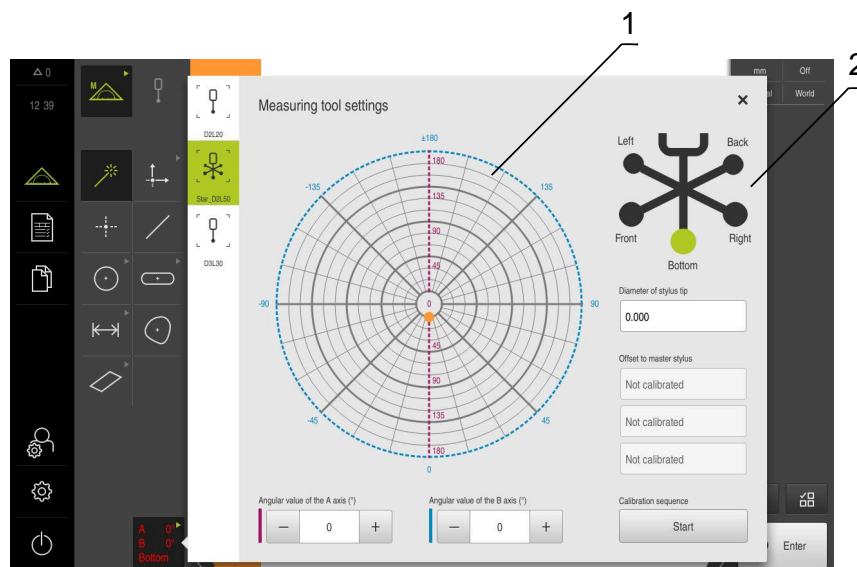 1
2
0
12 39
M
mm Off
al World
D2L20
Star_D2L50
D3L30
Measuring tool settings
±180
-135
135
-90
90
-45
45
0
180
135
90
45
0
45
90
135
180
Left
Back
Front
Right
Bottom
Diameter of stylus tip
0.000
Offset to master stylus
Not calibrated
Not calibrated
Not calibrated
Angular value of the A axis (°)
− 0 +
Angular value of the B axis (°)
− 0 +
Calibration sequence
Start
A 0°
B 0°
Bottom
Enter